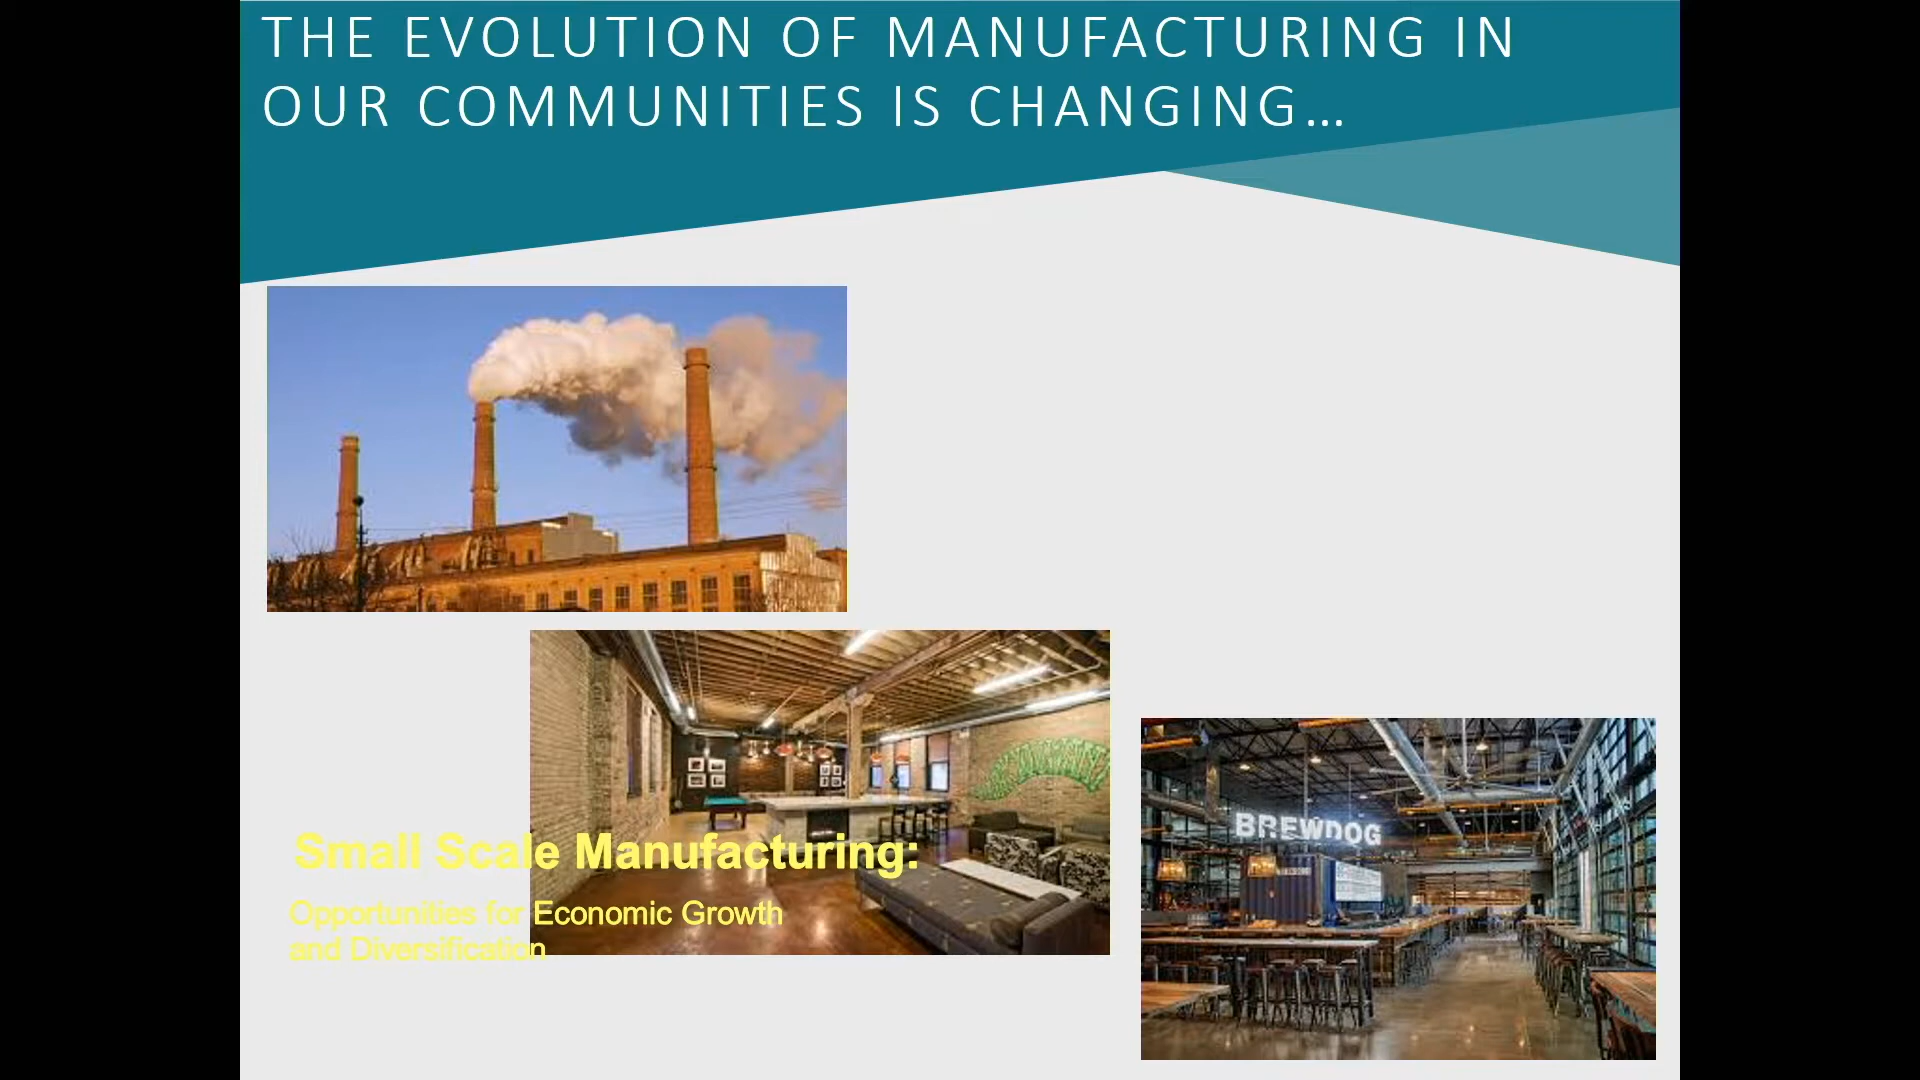 THE EVOLUTION OF MANUFACTURING IN
OUR COMMUNITIES IS CHANGING…
BREWDOG
Small Scale Manufacturing:
Opportunities for Economic Growth
and Diversification